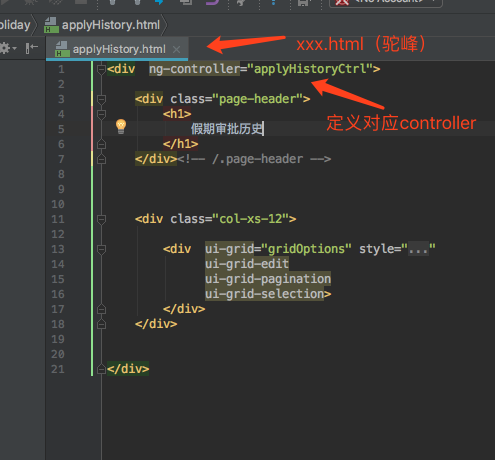 <No Account>
oliday
applyHistory.html
applyHistory.html
xxx.html（驼峰）
1 <div ng-controller="applyHistoryCtrl">
定义对应controller
2
3 <div class="page-header">
4 <h1>
5 假期审批历史
6 </h1>
7 </div><!-- /.page-header -->
8
9
10
11 <div class="col-xs-12">
12
13 <div ui-grid="gridOptions" style="..."
14 ui-grid-edit
15 ui-grid-pagination
16 ui-grid-selection>
17 </div>
18 </div>
19
20
21 </div>